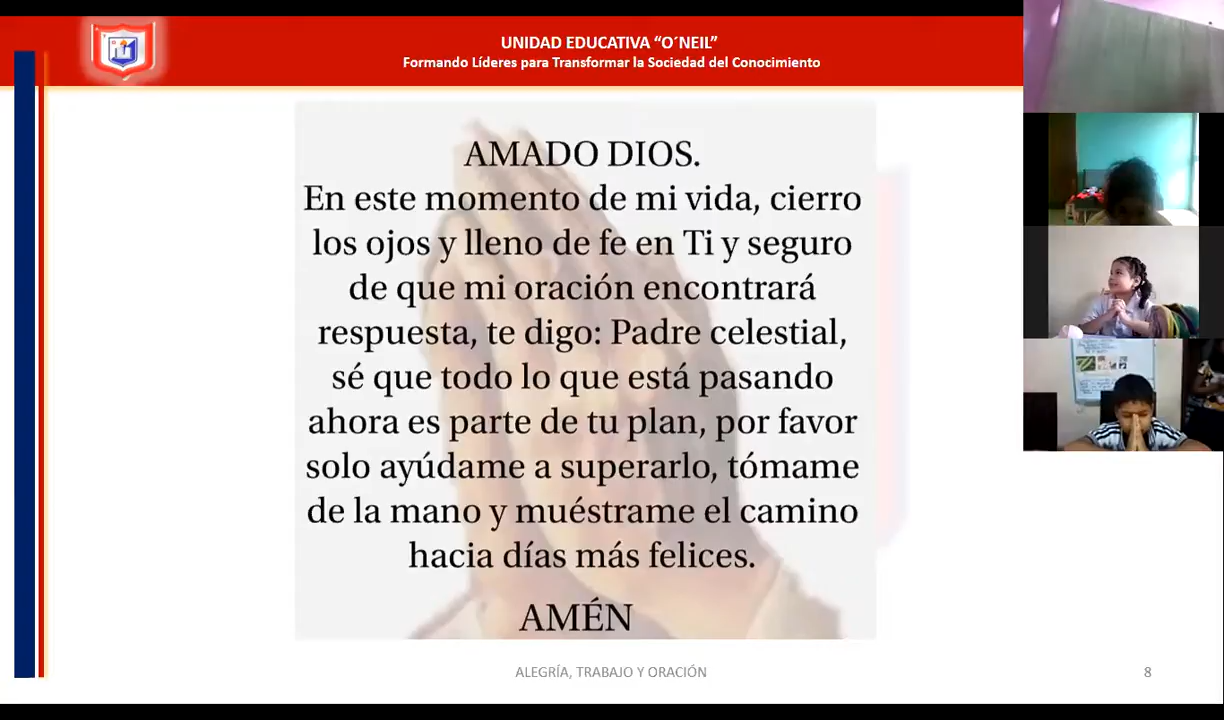 UNIDAD EDUCATIVA “O´NEIL”
Formando Líderes para Transformar la Sociedad del Conocimiento
AMADO DIOS.
En este momento de mi vida, cierro
los ojos y lleno de fe en Ti y seguro
de que mi oración encontrará
respuesta, te digo: Padre celestial,
sé que todo lo que está pasando
ahora es parte de tu plan, por favor
solo ayúdame a superarlo, tómame
de la mano y muéstrame el camino
hacia días más felices.
AMÉN
ALEGRÍA, TRABAJO Y ORACIÓN
8